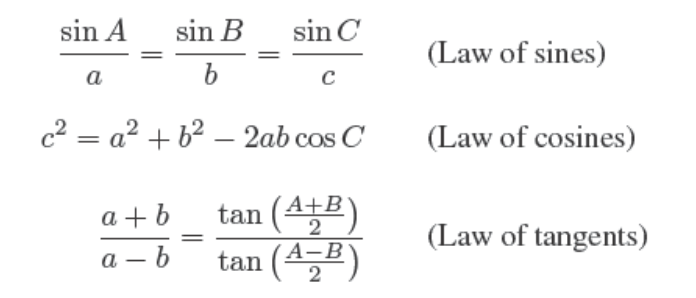 sin A / a = sin B / b = sin C / c (Law of sines)
c² = a² + b² − 2ab cos C (Law of cosines)
a + b / a − b = tan (A+B / 2) / tan (A−B / 2) (Law of tangents)